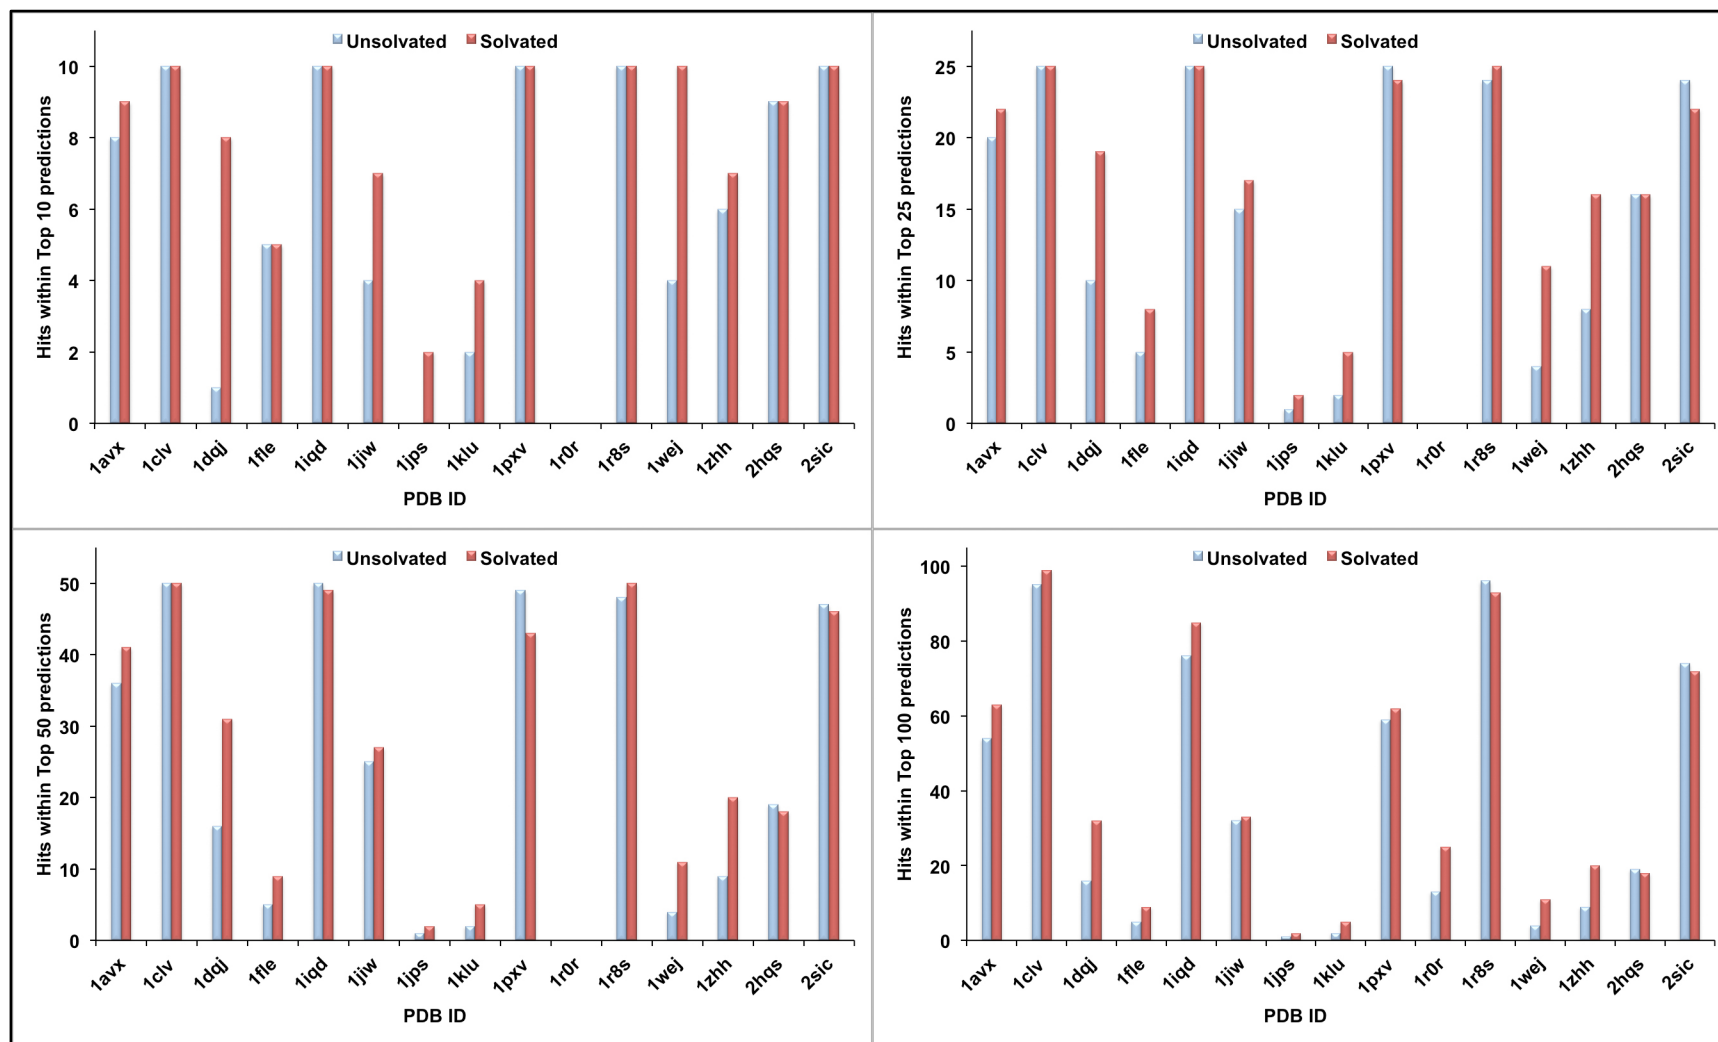 Unsolvated Solvated
Hits within Top 10 predictions
10
8
6
4
2
0
1avx 1clv 1dqj 1fle 1iqd 1jiw 1jps 1klu 1pxv 1r0r 1r8s 1wej 1zhh 2hqs 2sic
PDB ID
Unsolvated Solvated
Hits within Top 25 predictions
25
20
15
10
5
0
1avx 1clv 1dqj 1fle 1iqd 1jiw 1jps 1klu 1pxv 1r0r 1r8s 1wej 1zhh 2hqs 2sic
PDB ID
Unsolvated Solvated
Hits within Top 50 predictions
50
40
30
20
10
0
1avx 1clv 1dqj 1fle 1iqd 1jiw 1jps 1klu 1pxv 1r0r 1r8s 1wej 1zhh 2hqs 2sic
PDB ID
Unsolvated Solvated
Hits within Top 100 predictions
100
80
60
40
20
0
1avx 1clv 1dqj 1fle 1iqd 1jiw 1jps 1klu 1pxv 1r0r 1r8s 1wej 1zhh 2hqs 2sic
PDB ID